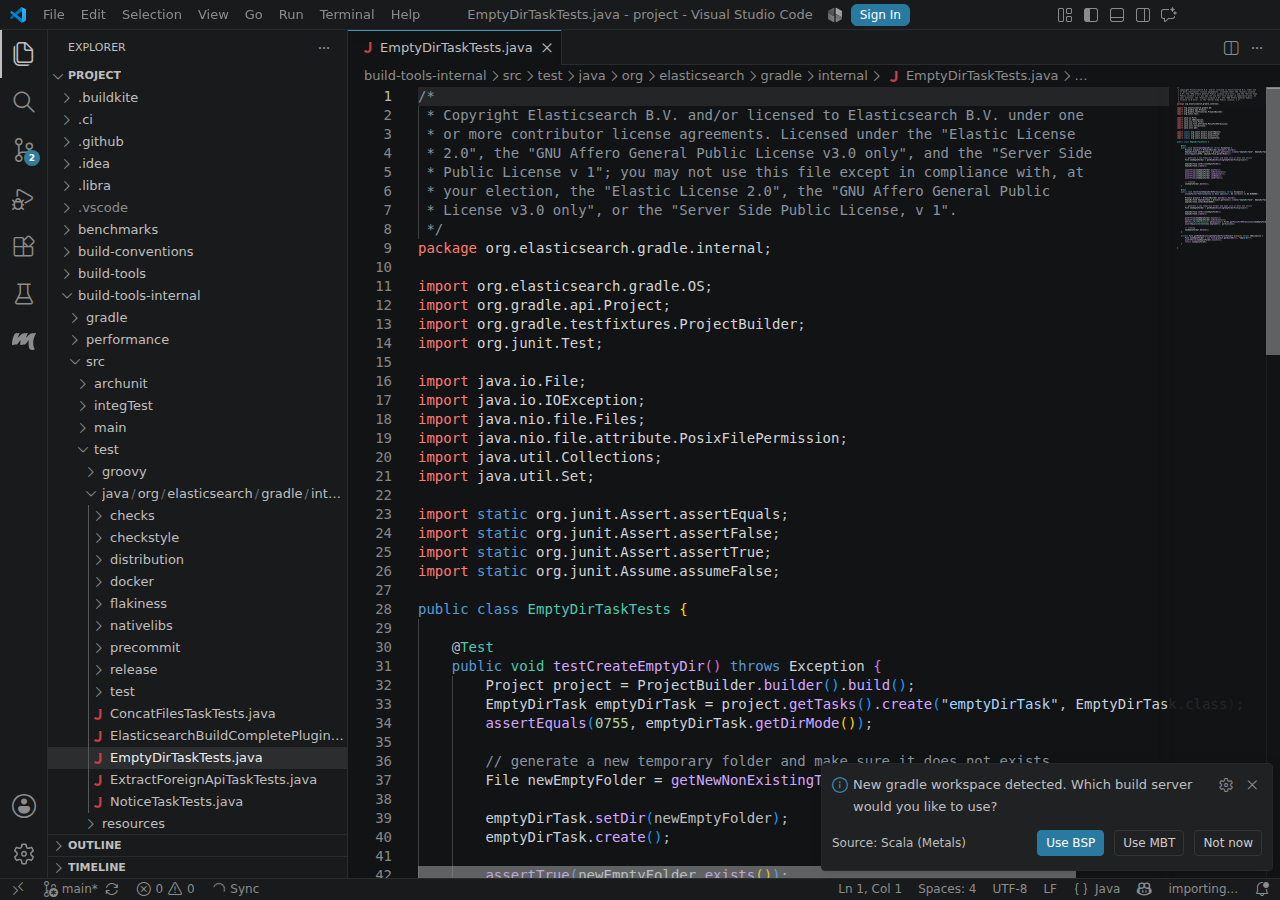 File Edit Selection View Go Run Terminal Help
EmptyDirTaskTests.java - project - Visual Studio Code
Sign In
EXPLORER
PROJECT
.buildkite
.ci
.github
.idea
.libra
.vscode
benchmarks
build-conventions
build-tools
build-tools-internal
gradle
performance
src
archunit
integTest
main
test
groovy
java/org/elasticsearch/gradle/int...
checks
checkstyle
distribution
docker
flakiness
nativelibs
precommit
release
test
ConcatFilesTaskTests.java
ElasticsearchBuildCompletePlugin...
EmptyDirTaskTests.java
ExtractForeignApiTaskTests.java
NoticeTaskTests.java
resources
OUTLINE
TIMELINE
2
EmptyDirTaskTests.java
build-tools-internal > src > test > java > org > elasticsearch > gradle > internal > EmptyDirTaskTests.java > ...
1 /*
2  * Copyright Elasticsearch B.V. and/or licensed to Elasticsearch B.V. under one
3  * or more contributor license agreements. Licensed under the "Elastic License
4  * 2.0", the "GNU Affero General Public License v3.0 only", and the "Server Side
5  * Public License v 1"; you may not use this file except in compliance with, at
6  * your election, the "Elastic License 2.0", the "GNU Affero General Public
7  * License v3.0 only", or the "Server Side Public License, v 1".
8  */
9 package org.elasticsearch.gradle.internal;
10
11 import org.elasticsearch.gradle.OS;
12 import org.gradle.api.Project;
13 import org.gradle.testfixtures.ProjectBuilder;
14 import org.junit.Test;
15
16 import java.io.File;
17 import java.io.IOException;
18 import java.nio.file.Files;
19 import java.nio.file.attribute.PosixFilePermission;
20 import java.util.Collections;
21 import java.util.Set;
22
23 import static org.junit.Assert.assertEquals;
24 import static org.junit.Assert.assertFalse;
25 import static org.junit.Assert.assertTrue;
26 import static org.junit.Assume.assumeFalse;
27
28 public class EmptyDirTaskTests {
29
30     @Test
31     public void testCreateEmptyDir() throws Exception {
32         Project project = ProjectBuilder.builder().build();
33         EmptyDirTask emptyDirTask = project.getTasks().create("emptyDirTask", EmptyDirTask.class);
34         assertEquals(0755, emptyDirTask.getDirMode());
35
36         // generate a new temporary folder and make sure it does not exists
37         File newEmptyFolder = getNewNonExistingT
38
39         emptyDirTask.setDir(newEmptyFolder);
40         emptyDirTask.create();
41
42         assertTrue(newEmptyFolder.exists());
New gradle workspace detected. Which build server would you like to use?
Source: Scala (Metals)
Use BSP
Use MBT
Not now
main* 0 0 Sync
Ln 1, Col 1 Spaces: 4 UTF-8 LF { } Java importing...